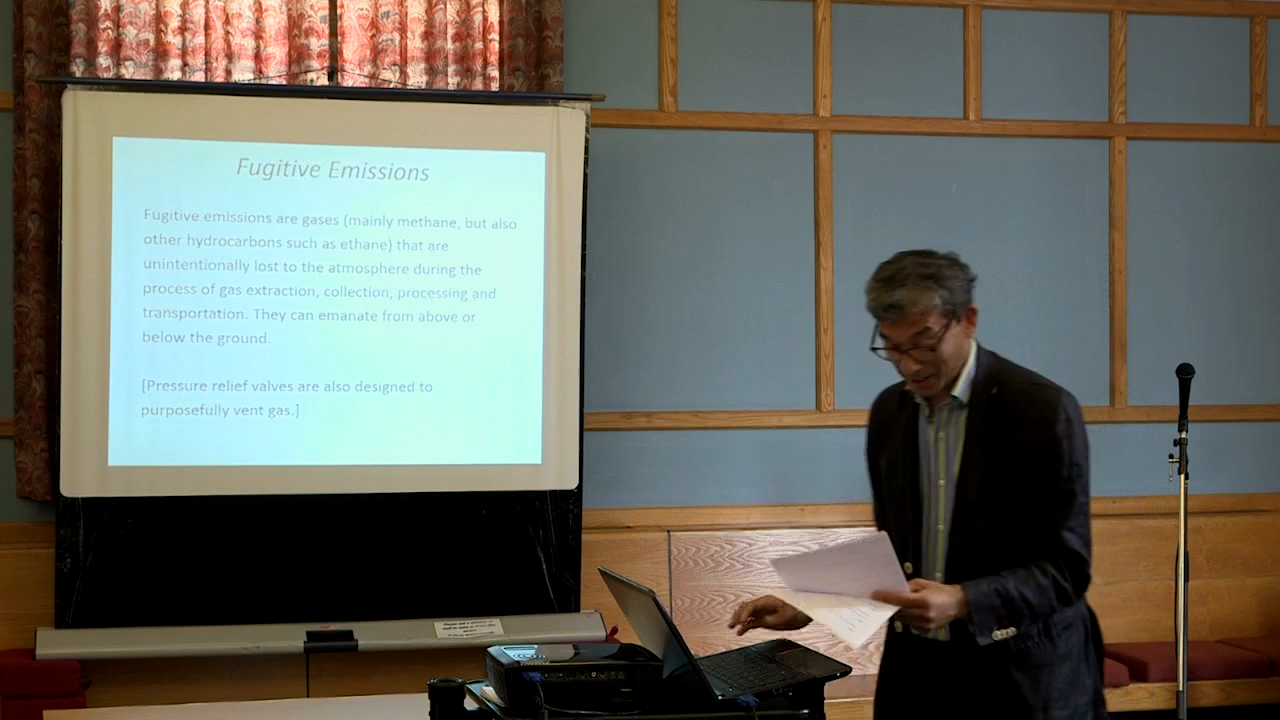 Fugitive Emissions
Fugitive emissions are gases (mainly methane, but also
other hydrocarbons such as ethane) that are
unintentionally lost to the atmosphere during the
process of gas extraction, collection, processing and
transportation. They can emanate from above or
below the ground.
[Pressure relief valves are also designed to
purposefully vent gas.]